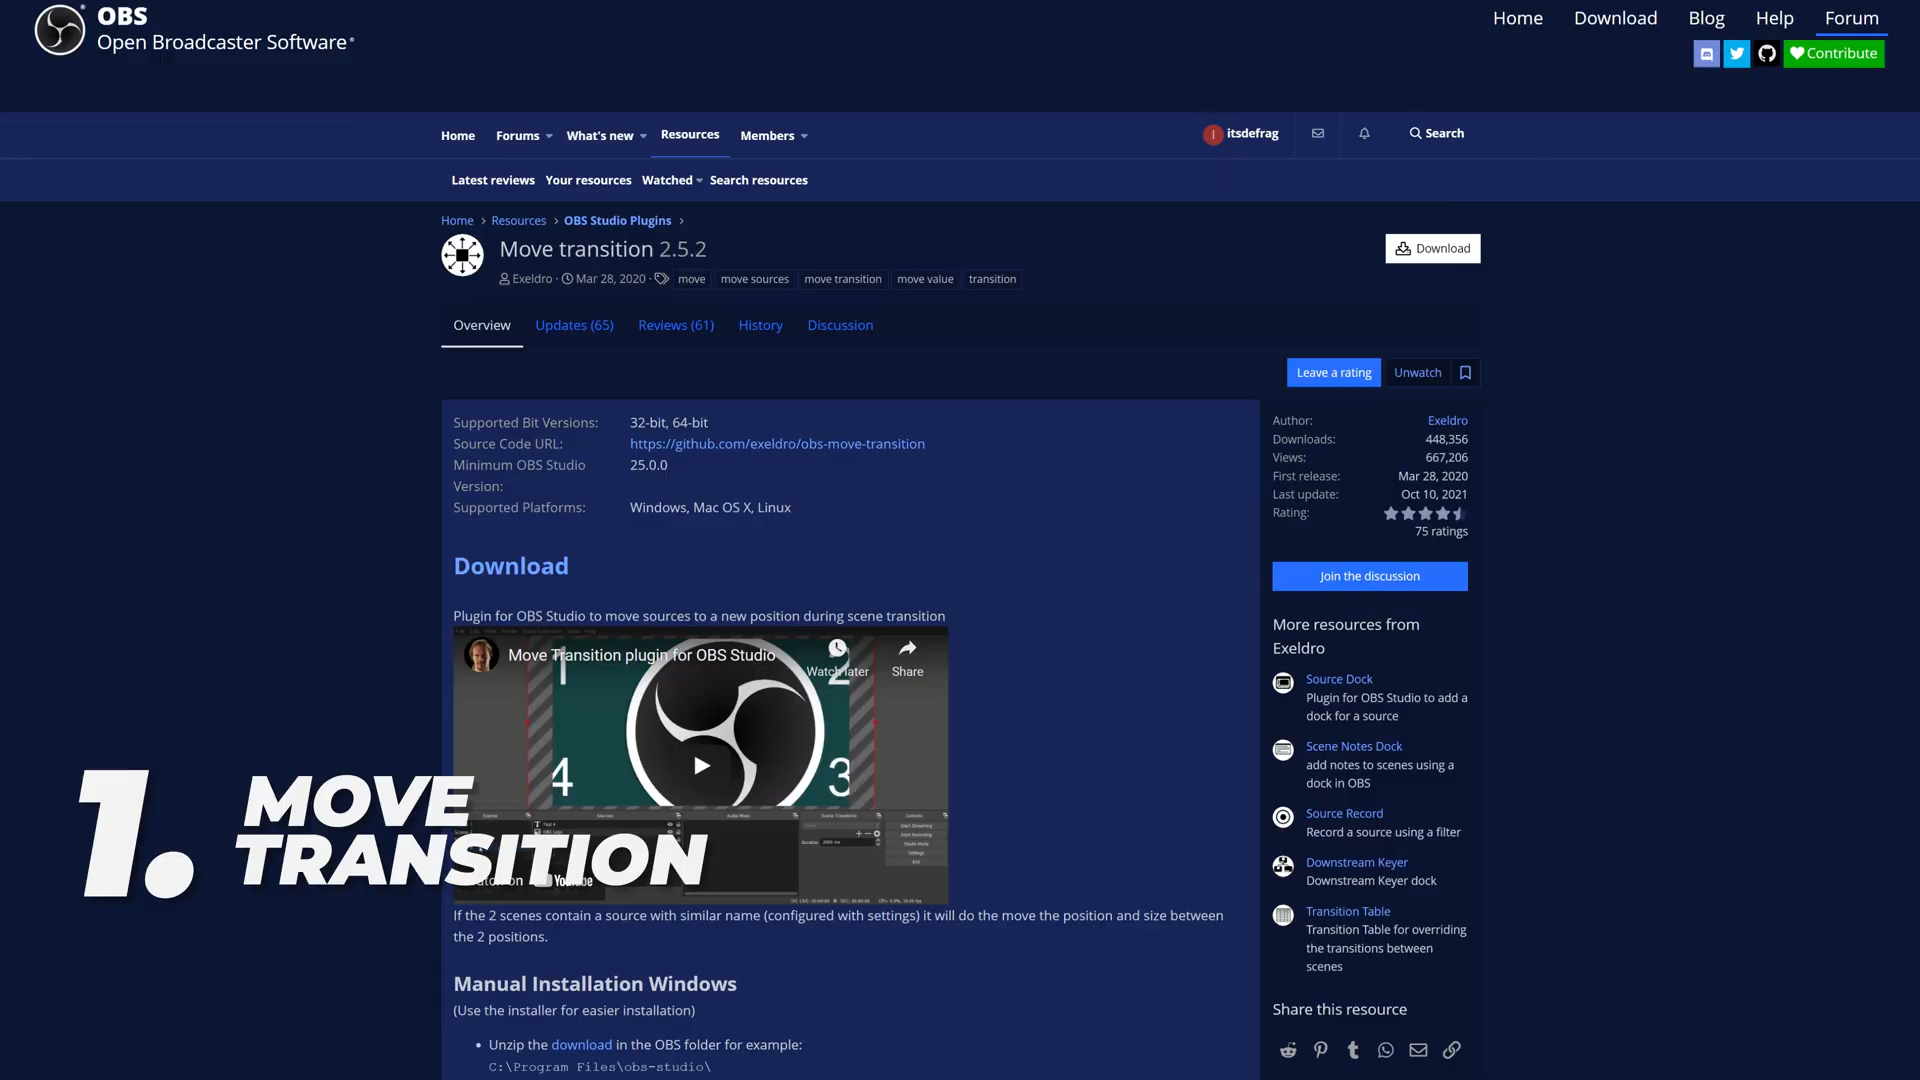 OBS
Open Broadcaster Software
Home Download Blog Help Forum
Contribute
Home Forums What's new Resources Members
itsdefrag Search
Latest reviews Your resources Watched Search resources
Home > Resources > OBS Studio Plugins >
Move transition 2.5.2
Download
Exeldro · Mar 28, 2020 · move move sources move transition move value transition
Overview Updates (65) Reviews (61) History Discussion
Leave a rating Unwatch
Supported Bit Versions: 32-bit, 64-bit
Source Code URL: https://github.com/exeldro/obs-move-transition
Minimum OBS Studio 25.0.0
Version:
Supported Platforms: Windows, Mac OS X, Linux
Download
Plugin for OBS Studio to move sources to a new position during scene transition
Move Transition plugin for OBS Studio
Watch later Share
1 2
4 3
YouTube
1. MOVE
TRANSITION
If the 2 scenes contain a source with similar name (configured with settings) it will do the move the position and size between
the 2 positions.
Manual Installation Windows
(Use the installer for easier installation)
• Unzip the download in the OBS folder for example:
C:\Program Files\obs-studio\
Author: Exeldro
Downloads: 448,356
Views: 667,206
First release: Mar 28, 2020
Last update: Oct 10, 2021
Rating:
75 ratings
Join the discussion
More resources from
Exeldro
Source Dock
Plugin for OBS Studio to add a
dock for a source
Scene Notes Dock
add notes to scenes using a
dock in OBS
Source Record
Record a source using a filter
Downstream Keyer
Downstream Keyer dock
Transition Table
Transition Table for overriding
the transitions between
scenes
Share this resource